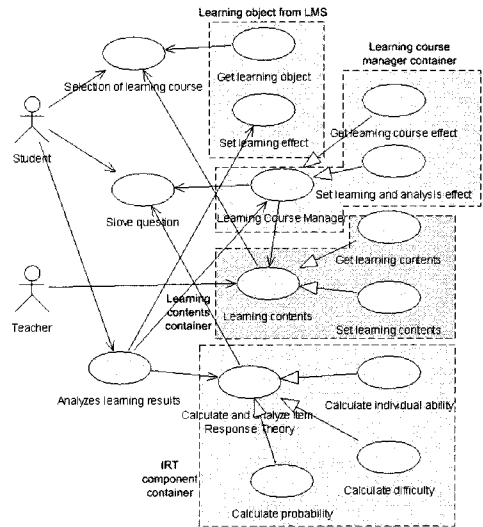 Learning object from LMS
Learning course
manager container
Selection of learning course
Get learning object
Get learning course effect
Student
Set learning effect
Slove question
Learning Course Manager
Set learning and analysis effect
Get learning contents
Teacher
Learning
contents
container
Learning contents
Set learning contents
Analyzes learning results
Calculate and analyze item
Response Theory
Calculate individual ability
IRT
component
container
Calculate probability
Calculate difficulty